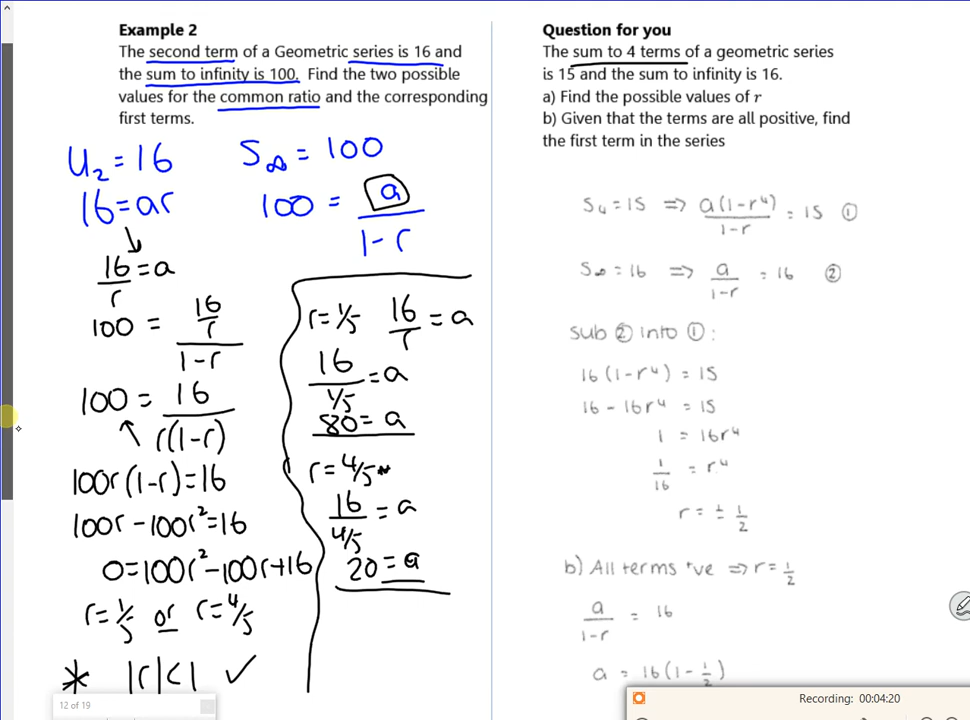 Example 2
The second term of a Geometric series is 16 and
the sum to infinity is 100. Find the two possible
values for the common ratio and the corresponding
first terms.
U₂ = 16
16 = ar
16/r = a
100 = (16/r)/(1-r)
100 = 16/(r(1-r))
100r(1-r) = 16
100r - 100r² = 16
0 = 100r² - 100r + 16
r = 1/5 or r = 4/5
* |r| < 1 ✓
S∞ = 100
100 = a/(1-r)
r = 1/5 16/r = a
16/(1/5) = a
80 = a
r = 4/5
16/(4/5) = a
20 = a
Question for you
The sum to 4 terms of a geometric series
is 15 and the sum to infinity is 16.
a) Find the possible values of r
b) Given that the terms are all positive, find
the first term in the series
S₄ = 15 ⇒ a(1-r⁴)/(1-r) = 15 ①
S∞ = 16 ⇒ a/(1-r) = 16 ②
Sub ② into ① :
16(1-r⁴) = 15
16 - 16r⁴ = 15
1 = 16r⁴
1/16 = r⁴
r = ± 1/2
b) All terms +ve ⇒ r = 1/2
a/(1-r) = 16
a = 16(1 - 1/2)
12 of 19
Recording: 00:04:20